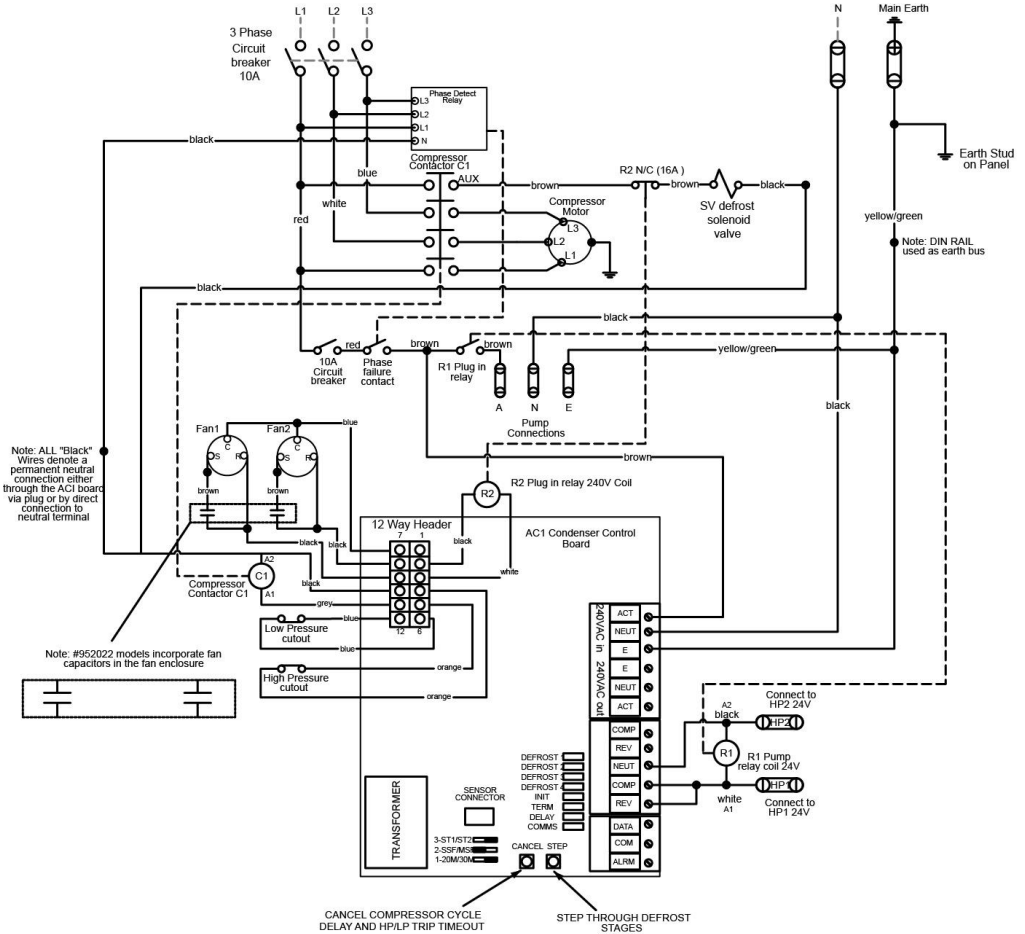 L1
L2
L3
N
Main Earth
3 Phase
Circuit
breaker
10A
Phase Detect
Relay
L3
L2
L1
N
black
Compressor
Contactor C1
AUX
blue
white
red
brown
R2 N/C (16A )
brown
black
SV defrost
solenoid
valve
Compressor
Motor
L3
L2
L1
Earth Stud
on Panel
yellow/green
Note: DIN RAIL
used as earth bus
black
black
red
brown
brown
10A
Circuit
breaker
Phase
failure
contact
R1 Plug in
relay
yellow/green
A
N
E
Pump
Connections
black
brown
Fan1
Fan2
C
S
R
C
S
R
blue
brown
brown
Note: ALL "Black"
Wires denote a
permanent neutral
connection either
through the ACI board
via plug or by direct
connection to
neutral terminal
R2
R2 Plug in relay 240V Coil
12 Way Header
7
1
AC1 Condenser Control
Board
black
black
black
white
A2
C1
A1
Compressor
Contactor C1
black
grey
blue
12
6
Low Pressure
cutout
blue
High Pressure
cutout
orange
orange
Note: #952022 models incorporate fan
capacitors in the fan enclosure
240VAC in
240VAC out
ACT
NEUT
E
E
NEUT
ACT
COMP
REV
NEUT
COMP
REV
DATA
COM
ALRM
A2
black
Connect to
HP2 24V
HP2
R1
R1 Pump
relay coil 24V
HP1
white
A1
Connect to
HP1 24V
DEFROST
DEFROST 2
DEFROST 3
DEFROST 4
INIT
TERM
DELAY
COMMS
TRANSFORMER
SENSOR
CONNECTOR
3-ST1/ST2
2-SSF/MS
1-20M/30M
CANCEL STEP
CANCEL COMPRESSOR CYCLE
DELAY AND HP/LP TRIP TIMEOUT
STEP THROUGH DEFROST
STAGES